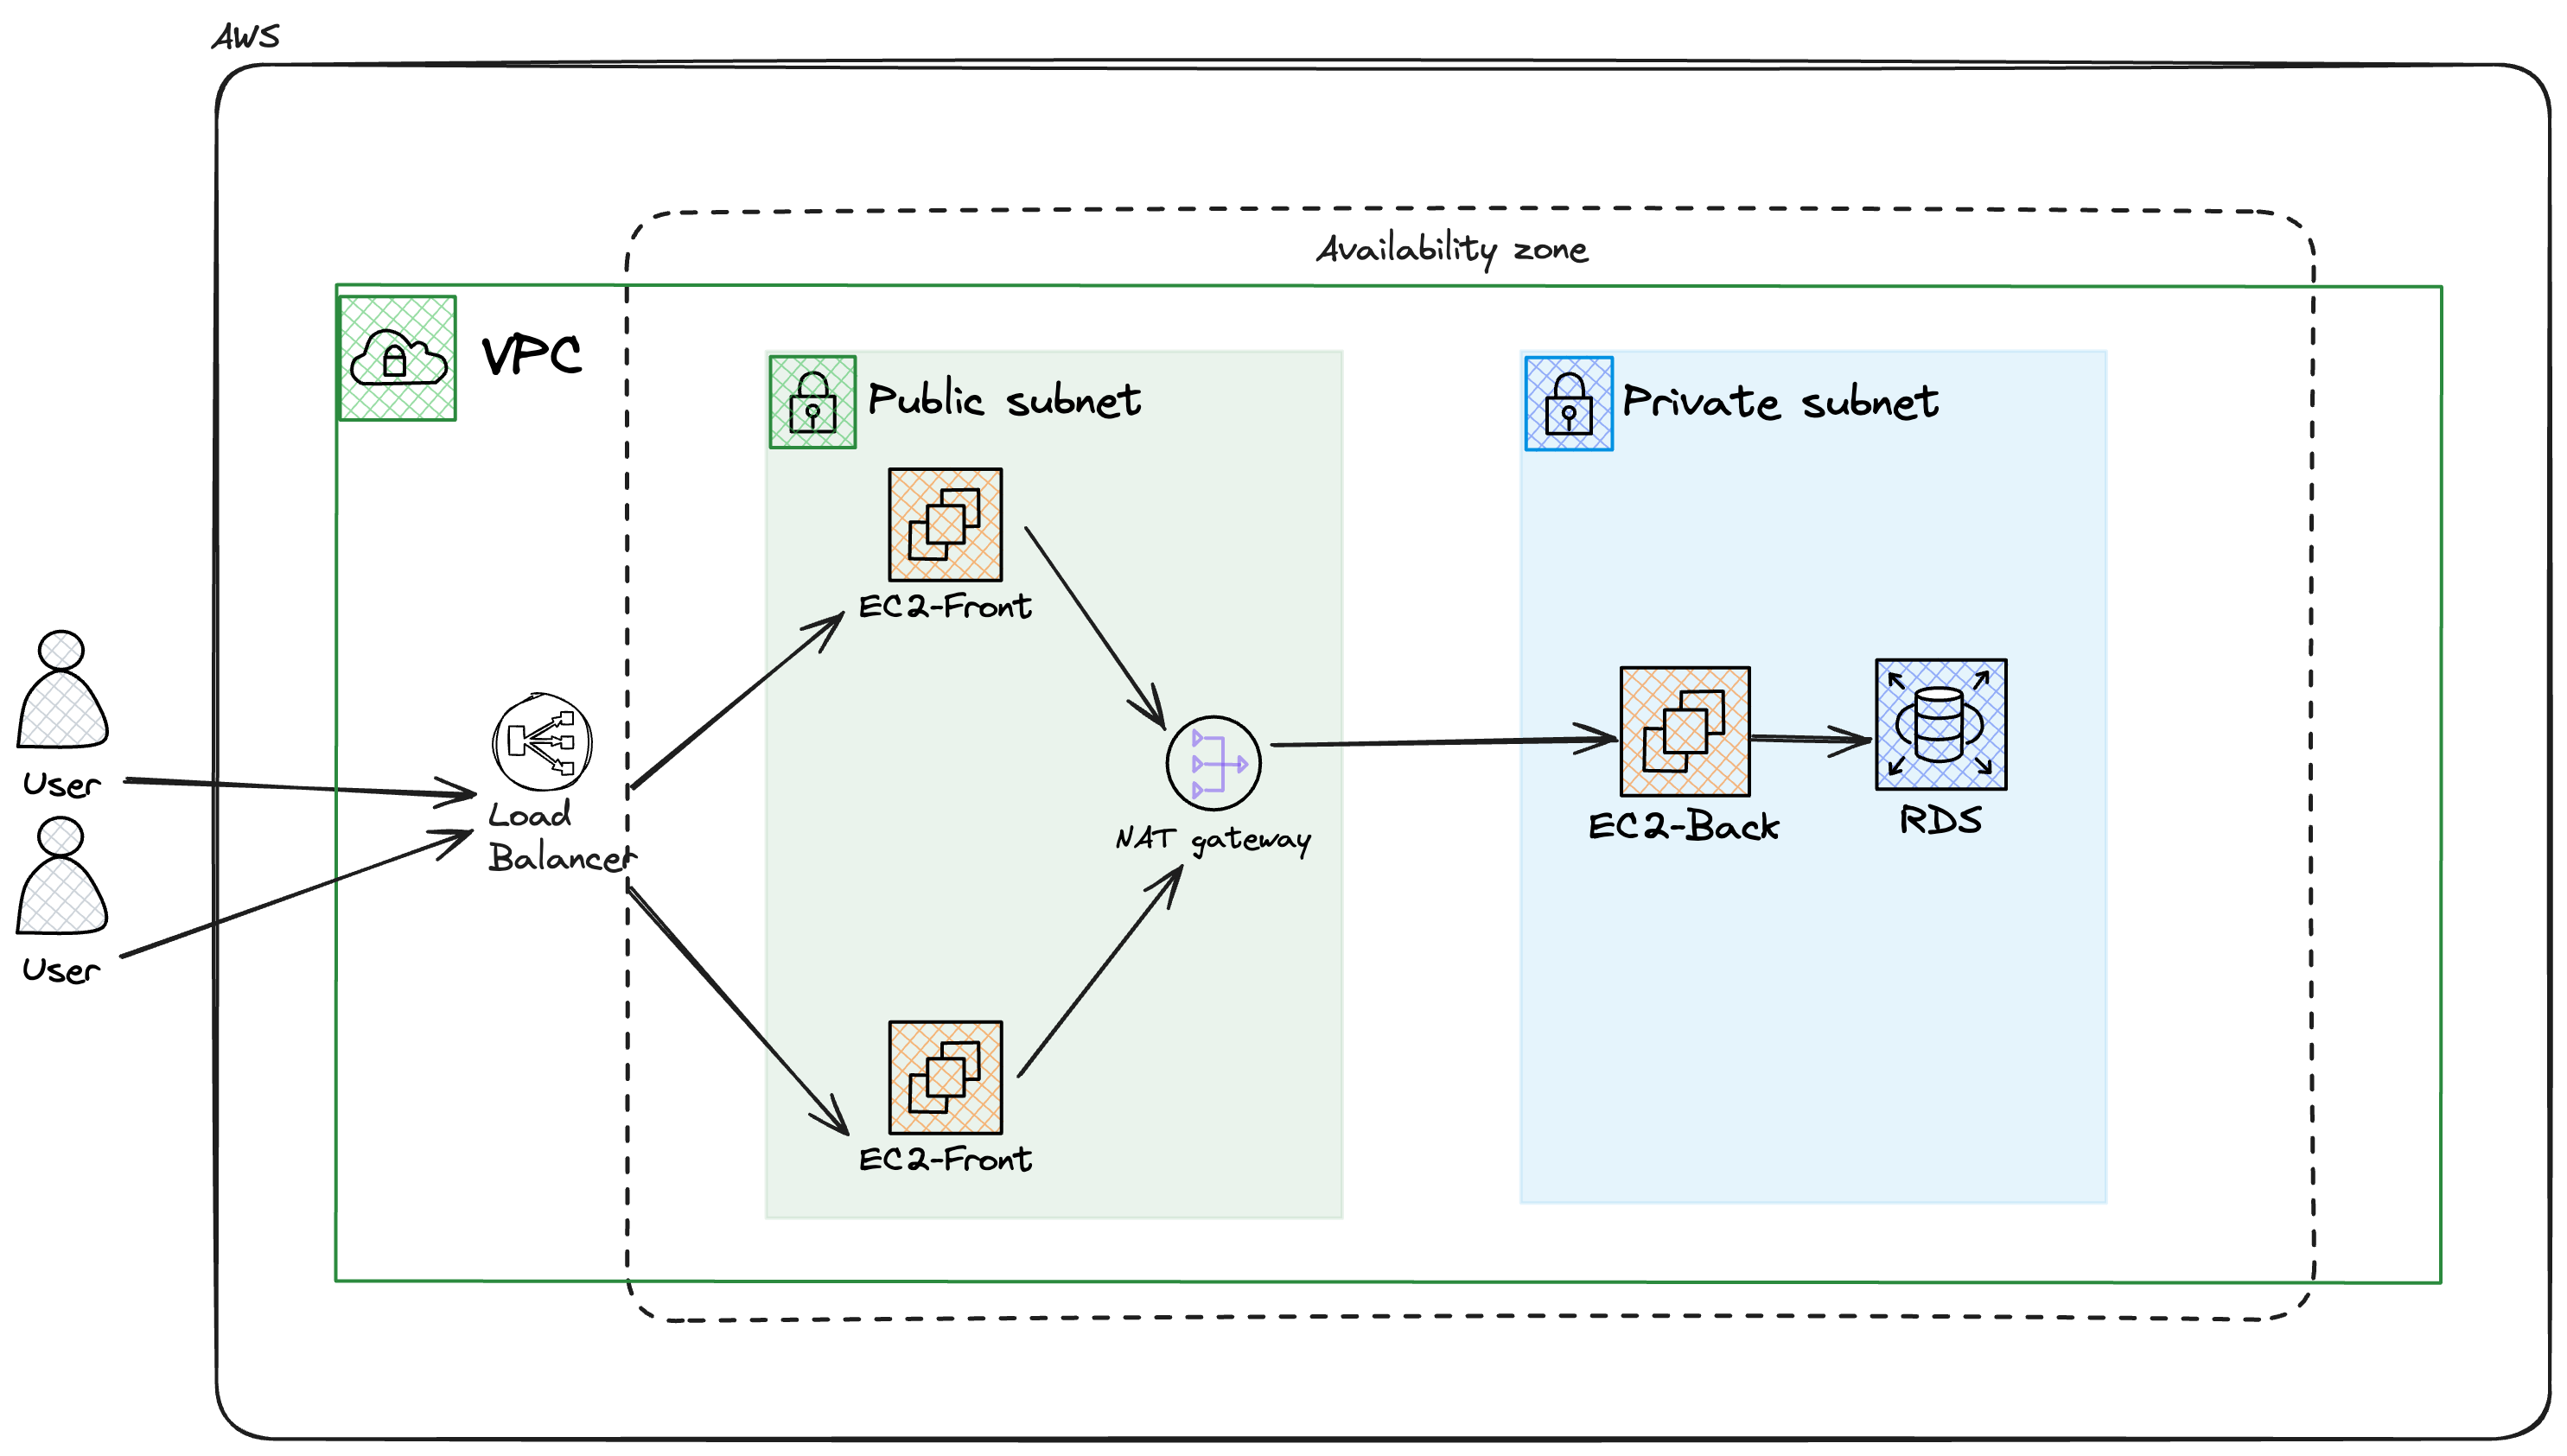 AWS
Availability zone
VPC
Public subnet
Private subnet
EC2-Front
User
Load
Balancer
NAT gateway
EC2-Back
RDS
User
EC2-Front